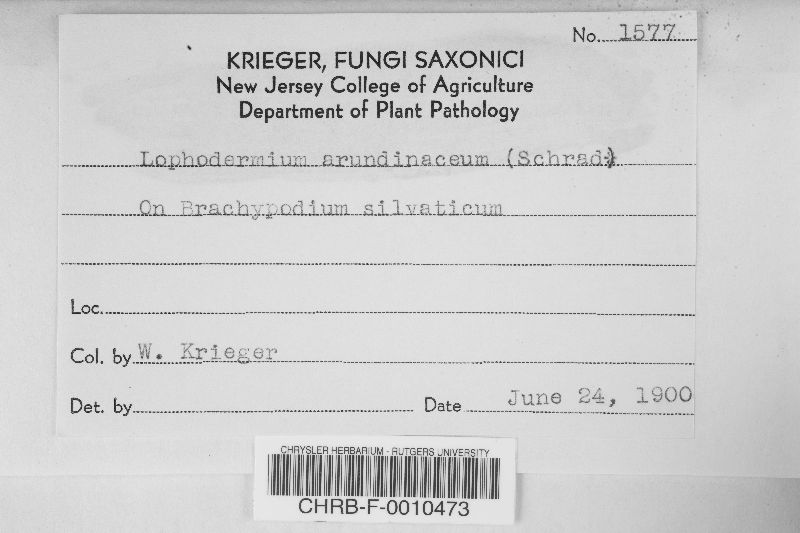 No. 1577
KRIEGER, FUNGI SAXONICI
New Jersey College of Agriculture
Department of Plant Pathology
Lophodermium arundinaceum (Schrad.)
On Brachypodium silvaticum
Loc.
Col. by W. Krieger
Det. by Date June 24, 1900
CHRYSLER HERBARIUM - RUTGERS UNIVERSITY
CHRB-F-0010473